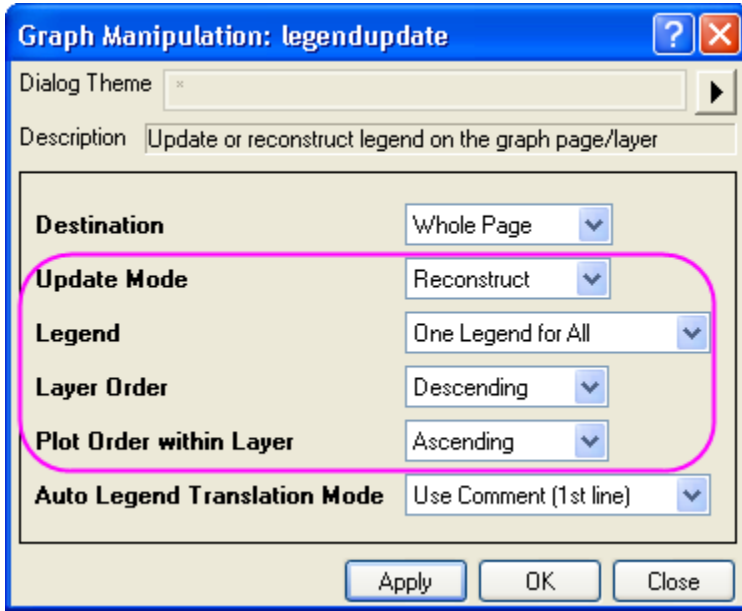 Graph Manipulation: legendupdate
Dialog Theme *
Description Update or reconstruct legend on the graph page/layer
Destination Whole Page
Update Mode Reconstruct
Legend One Legend for All
Layer Order Descending
Plot Order within Layer Ascending
Auto Legend Translation Mode Use Comment (1st line)
Apply OK Close